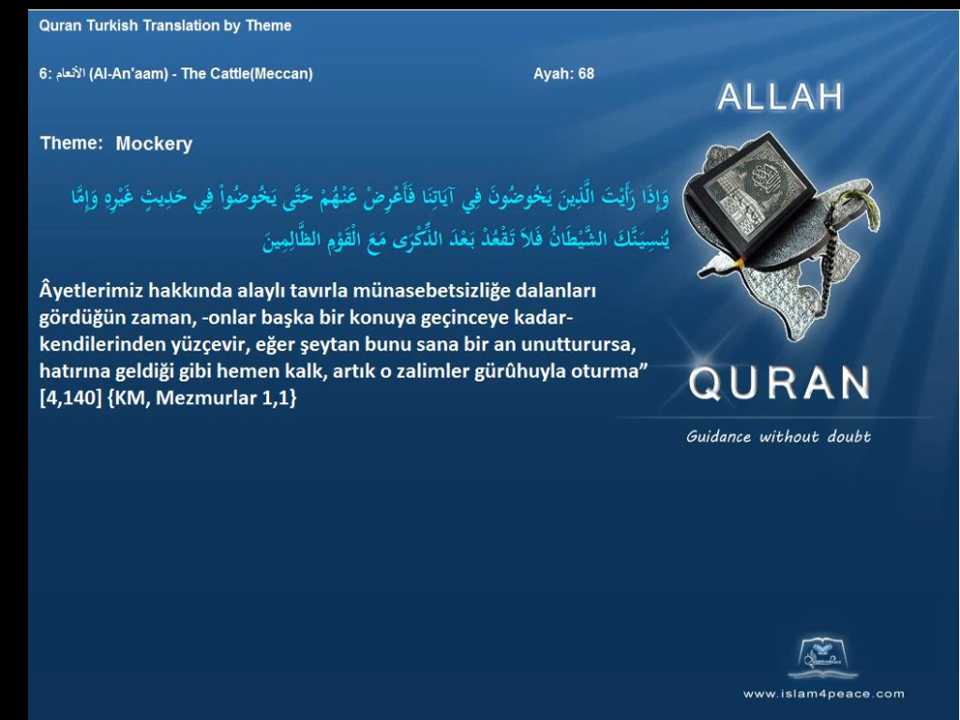 Quran Turkish Translation by Theme
6: الأنعام (Al-An'aam) - The Cattle(Meccan) Ayah: 68
ALLAH
Theme: Mockery
وَإِذَا رَأَيْتَ الَّذِينَ يَخُوضُونَ فِي آيَاتِنَا فَأَعْرِضْ عَنْهُمْ حَتَّى يَخُوضُواْ فِي حَدِيثٍ غَيْرِهِ وَإِمَّا
يُنسِيَنَّكَ الشَّيْطَانُ فَلاَ تَقْعُدْ بَعْدَ الذِّكْرَى مَعَ الْقَوْمِ الظَّالِمِينَ
Âyetlerimiz hakkında alaylı tavırla münasebetsizliğe dalanları
gördüğün zaman, -onlar başka bir konuya geçinceye kadar-
kendilerinden yüzçevir, eğer şeytan bunu sana bir an unutturursa,
hatırına geldiği gibi hemen kalk, artık o zalimler gürûhuyla oturma”
[4,140] {KM, Mezmurlar 1,1}
QURAN
Guidance without doubt
www.islam4peace.com